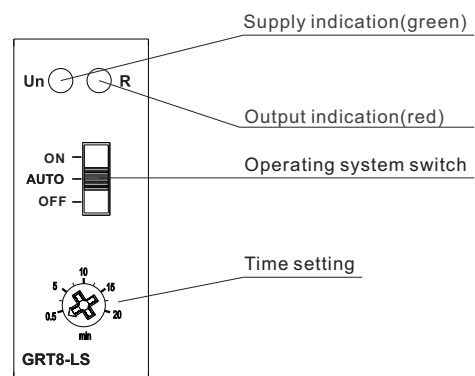 Supply indication(green)
Un R
Output indication(red)
ON
Operating system switch
AUTO
OFF
Time setting
10
5 15
0.5 20
min
GRT8-LS